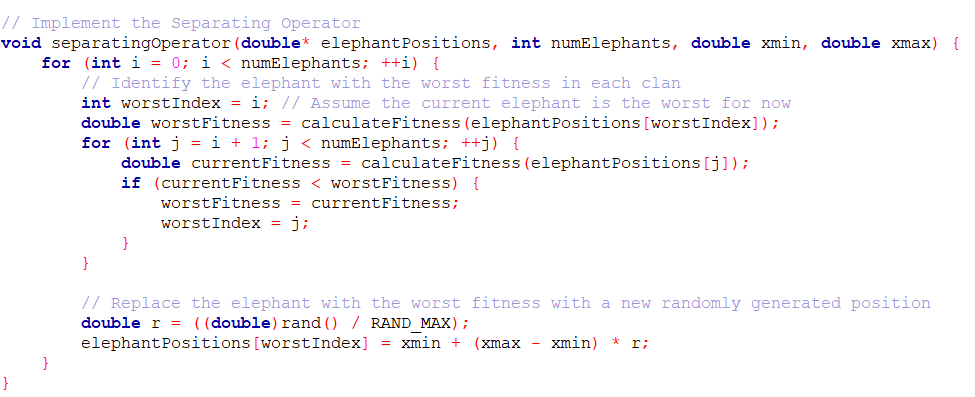 // Implement the Separating Operator
void separatingOperator(double* elephantPositions, int numElephants, double xmin, double xmax) {
    for (int i = 0; i < numElephants; ++i) {
        // Identify the elephant with the worst fitness in each clan
        int worstIndex = i; // Assume the current elephant is the worst for now
        double worstFitness = calculateFitness(elephantPositions[worstIndex]);
        for (int j = i + 1; j < numElephants; ++j) {
            double currentFitness = calculateFitness(elephantPositions[j]);
            if (currentFitness < worstFitness) {
                worstFitness = currentFitness;
                worstIndex = j;
            }
        }

        // Replace the elephant with the worst fitness with a new randomly generated position
        double r = ((double)rand() / RAND_MAX);
        elephantPositions[worstIndex] = xmin + (xmax - xmin) * r;
    }
}